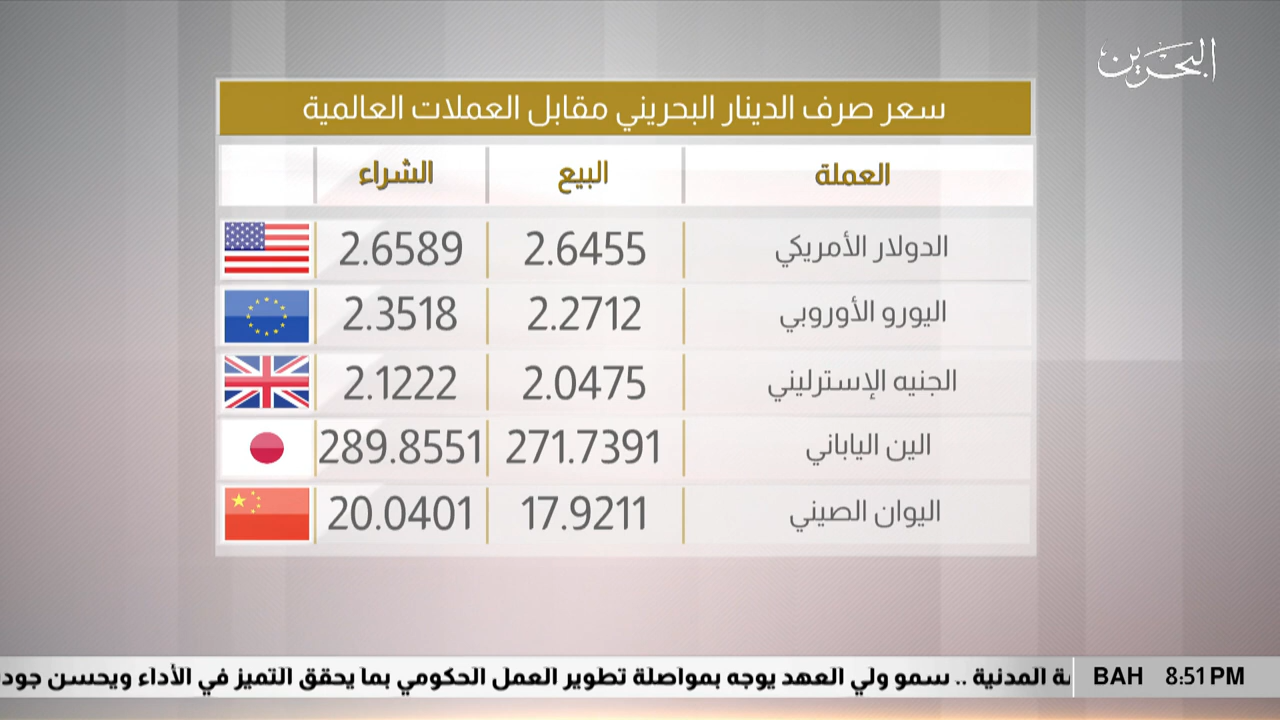 البحرين
سعر صرف الدينار البحريني مقابل العملات العالمية
العملة البيع الشراء
الدولار الأمريكي 2.6455 2.6589
اليورو الأوروبي 2.2712 2.3518
الجنيه الإسترليني 2.0475 2.1222
الين الياباني 271.7391 289.8551
اليوان الصيني 17.9211 20.0401
المدنية .. سمو ولي العهد يوجه بمواصلة تطوير العمل الحكومي بما يحقق التميز في الأداء ويحسن
BAH 8:51 PM